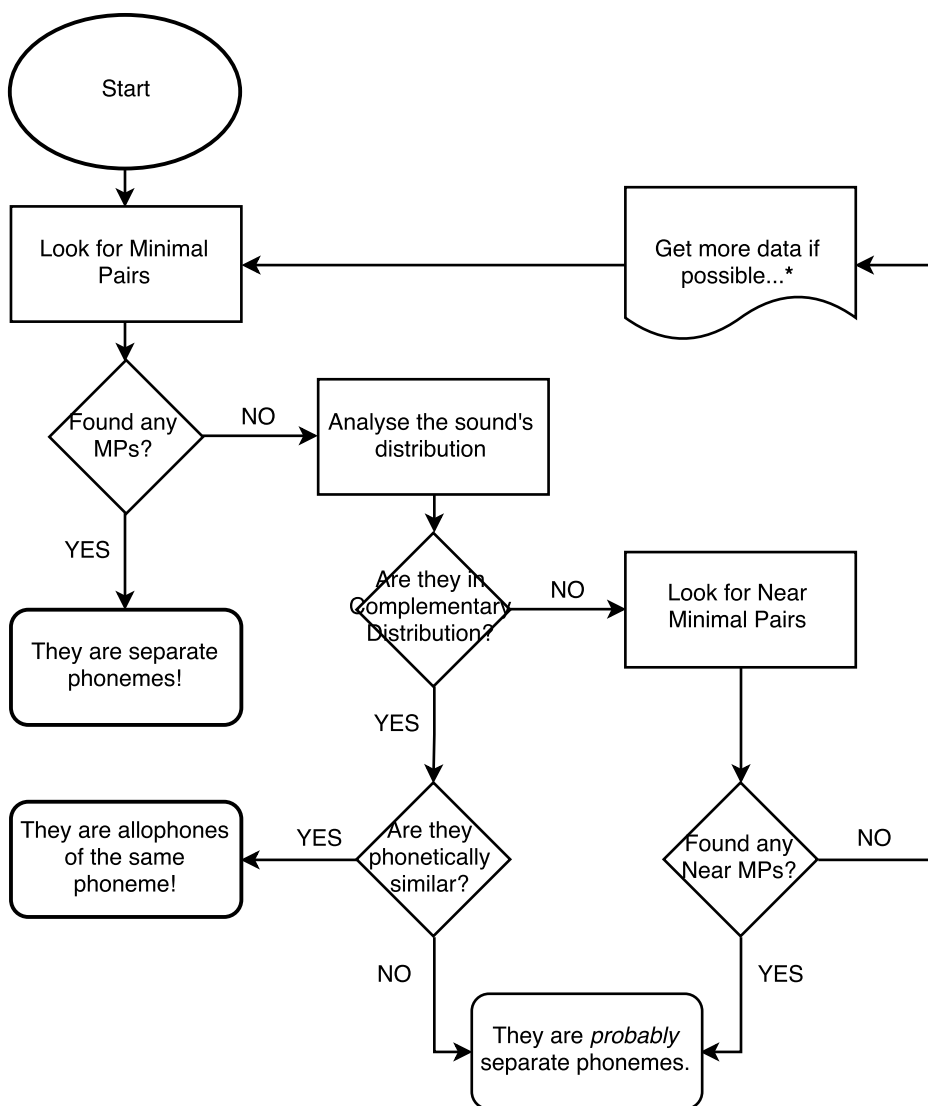 Start
Look for Minimal
Pairs
Get more data if
possible...*
Found any
MPs?
NO
Analyse the sound's
distribution
YES
Are they in
Complementary
Distribution?
NO
Look for Near
Minimal Pairs
They are separate
phonemes!
YES
They are allophones
of the same
phoneme!
YES
Are they
phonetically
similar?
Found any
Near MPs?
NO
NO
YES
They are probably
separate phonemes.